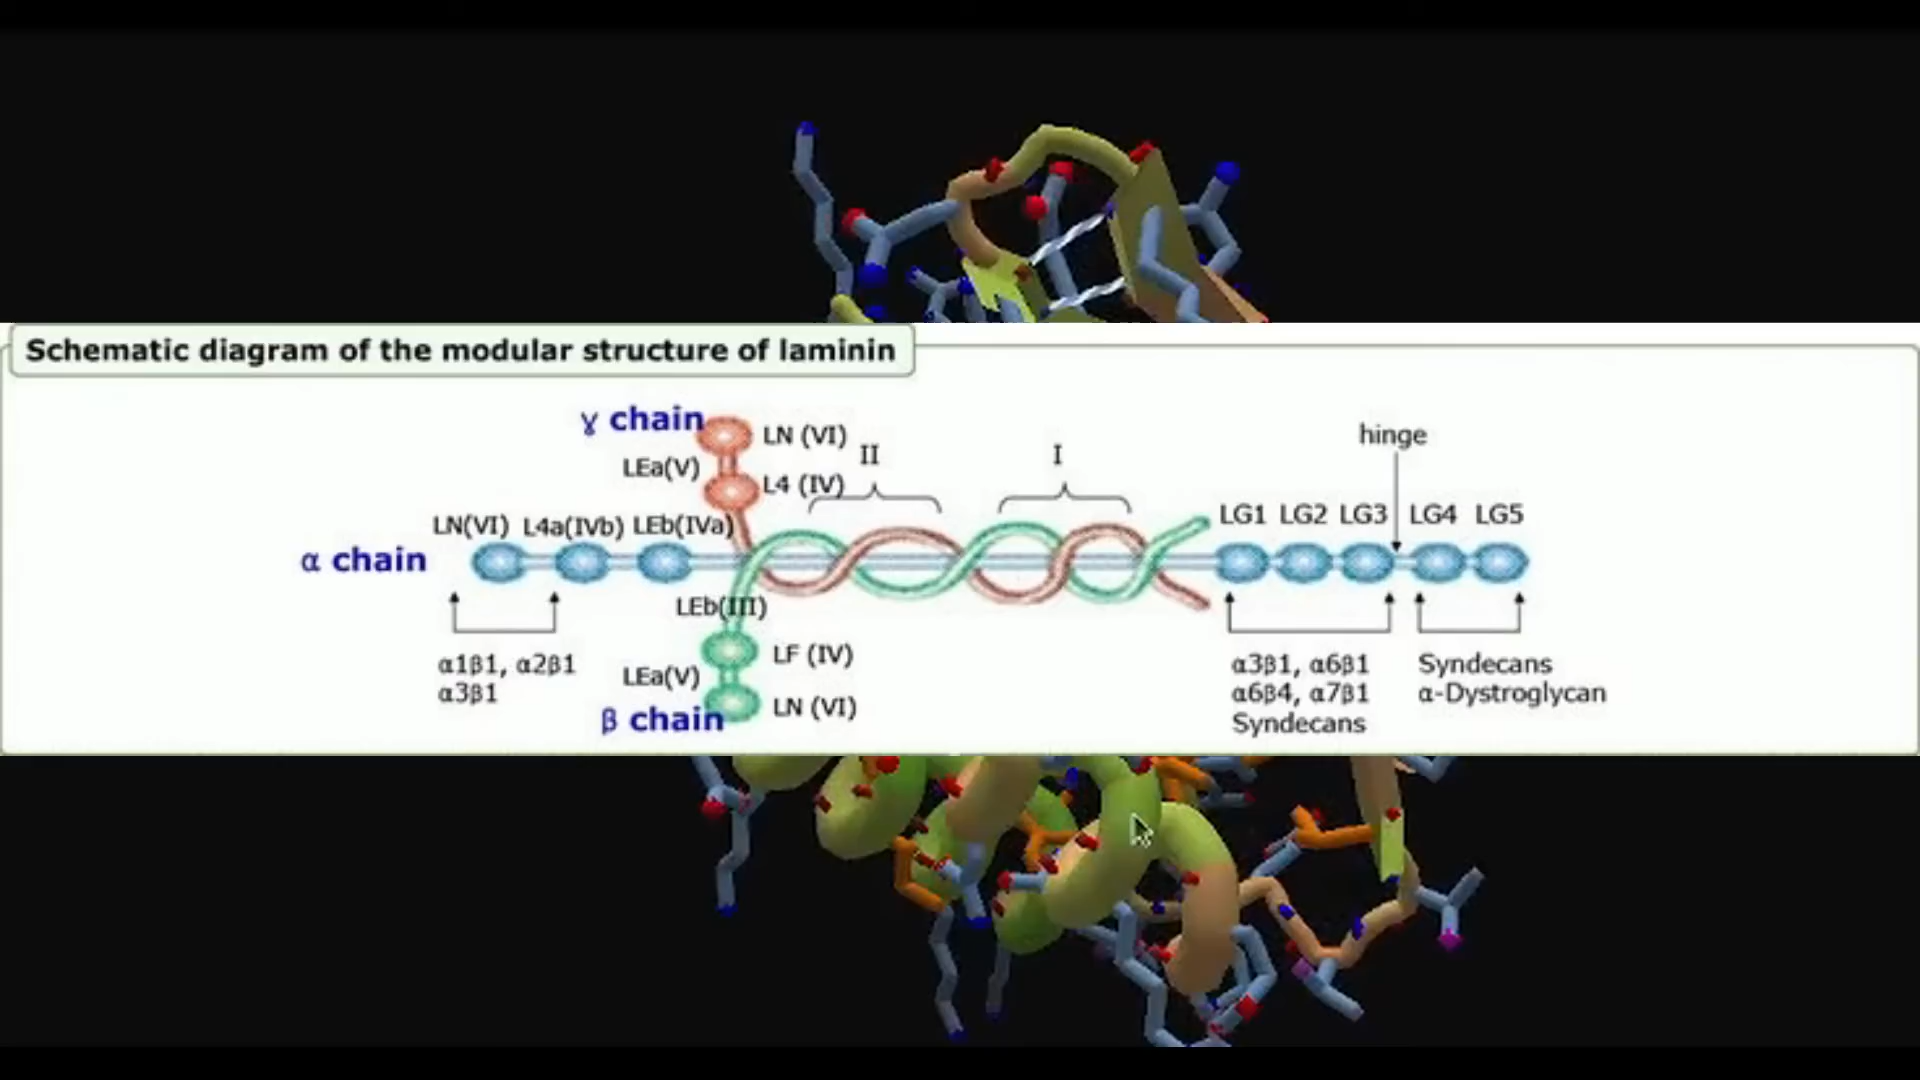 Schematic diagram of the modular structure of laminin
γ chain
LN (VI)
hinge
II
I
LEa(V)
L4 (IV)
LN(VI) L4a(IVb) LEb(IVa)
LG1 LG2 LG3 LG4 LG5
α chain
LEb(III)
LF (IV)
α1β1, α2β1
α3β1
LEa(V)
LN (VI)
β chain
α3β1, α6β1
α6β4, α7β1
Syndecans
Syndecans
α-Dystroglycan